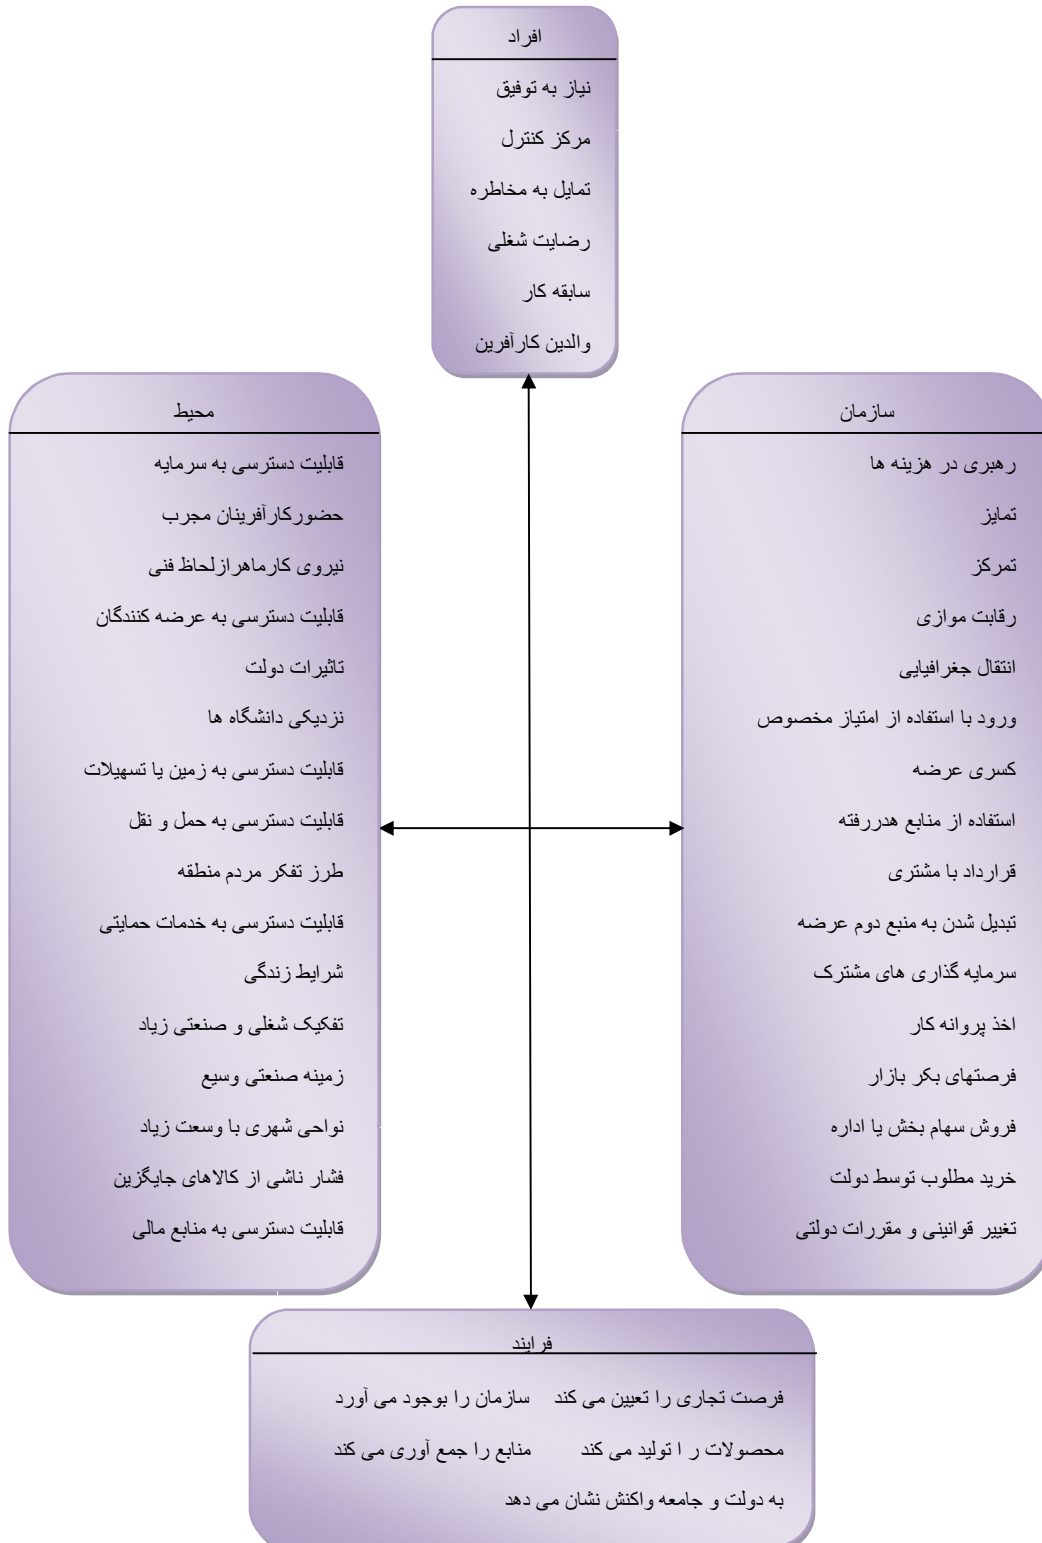 افراد
نیاز به توفیق
مرکز کنترل
تمایل به مخاطره
رضایت شغلی
سابقه کار
والدین کارآفرین
سازمان
رهبری در هزینه ها
تمایز
تمرکز
رقابت موازی
انتقال جغرافیایی
ورود با استفاده از امتیاز مخصوص
کسری عرضه
استفاده از منابع هدررفته
قرارداد با مشتری
تبدیل شدن به منبع دوم عرضه
سرمایه گذاری های مشترک
اخذ پروانه کار
فرصتهای بکر بازار
فروش سهام بخش یا اداره
خرید مطلوب توسط دولت
تغییر قوانینی و مقررات دولتی
محیط
قابلیت دسترسی به سرمایه
حضورکارآفرینان مجرب
نیروی کارماهرازلحاظ فنی
قابلیت دسترسی به عرضه کنندگان
تاثیرات دولت
نزدیکی دانشگاه ها
قابلیت دسترسی به زمین یا تسهیلات
قابلیت دسترسی به حمل و نقل
طرز تفکر مردم منطقه
قابلیت دسترسی به خدمات حمایتی
شرایط زندگی
تفکیک شغلی و صنعتی زیاد
زمینه صنعتی وسیع
نواحی شهری با وسعت زیاد
فشار ناشی از کالاهای جایگزین
قابلیت دسترسی به منابع مالی
فرایند
فرصت تجاری را تعیین می کند سازمان را بوجود می آورد
محصولات ر ا تولید می کند منابع را جمع آوری می کند
به دولت و جامعه واکنش نشان می دهد